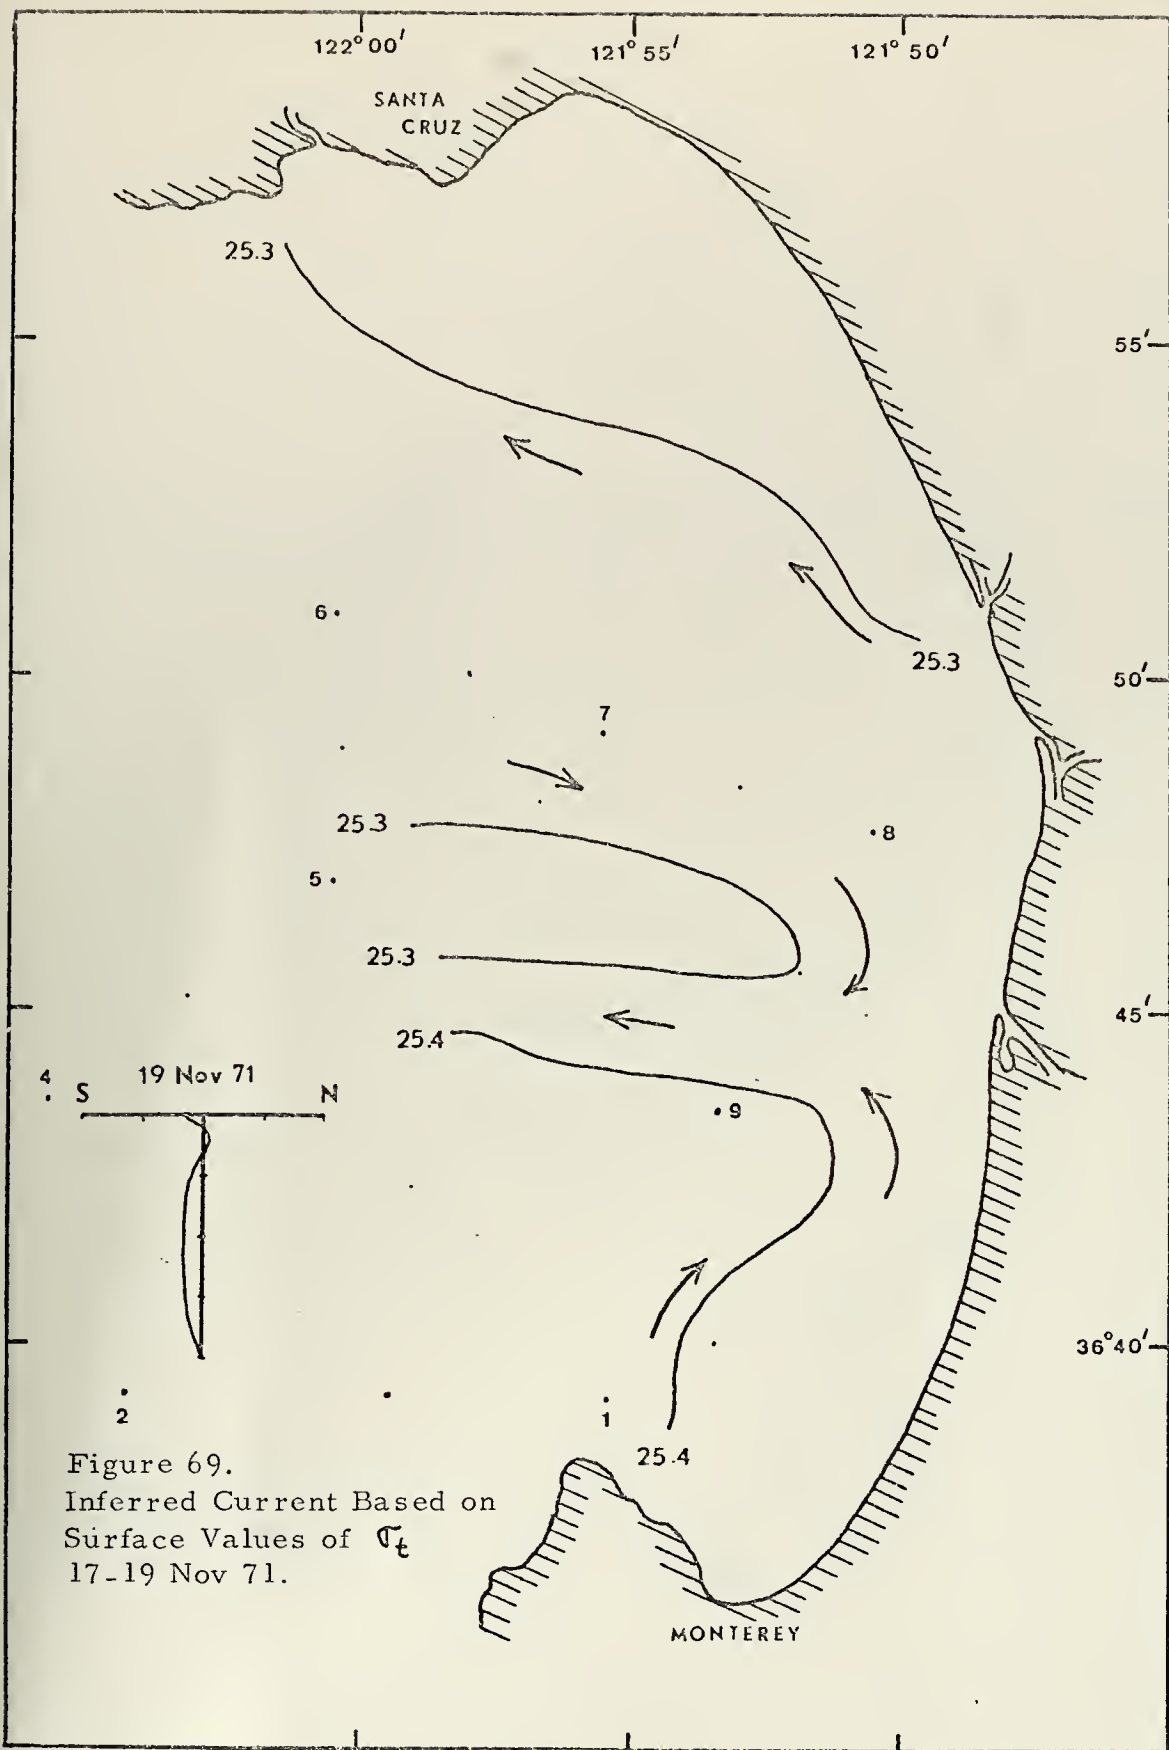 122°00′ 121°55′ 121°50′
SANTA
CRUZ
25.3
55′
6
25.3
50′
7
25.3
8
5
25.3
45′
25.4
4 S 19 Nov 71 N
9
36°40′
2
1
25.4
Figure 69.
Inferred Current Based on
Surface Values of σt
17-19 Nov 71.
MONTEREY